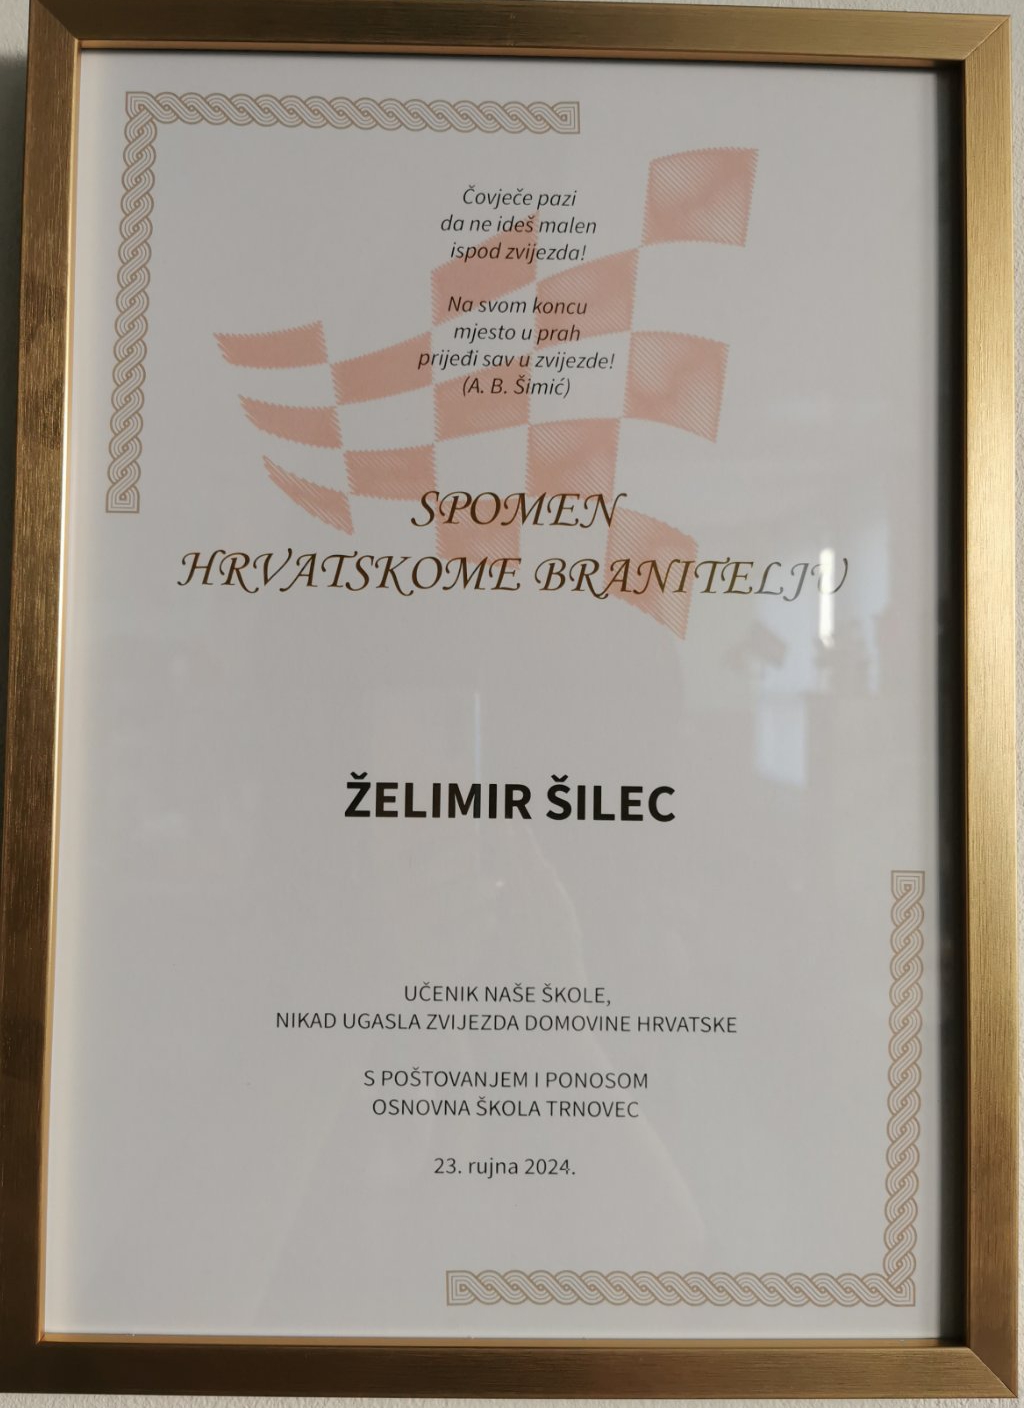 Čovječe pazi
da ne ideš malen
ispod zvijezda!
Na svom koncu
mjesto u prah
prijeđi sav u zvijezde!
(A. B. Šimić)
SPOMEN
HRVATSKOME BRANITELJU
ŽELIMIR ŠILEC
UČENIK NAŠE ŠKOLE,
NIKAD UGASLA ZVIJEZDA DOMOVINE HRVATSKE
S POŠTOVANJEM I PONOSOM
OSNOVNA ŠKOLA TRNOVEC
23. rujna 2024.